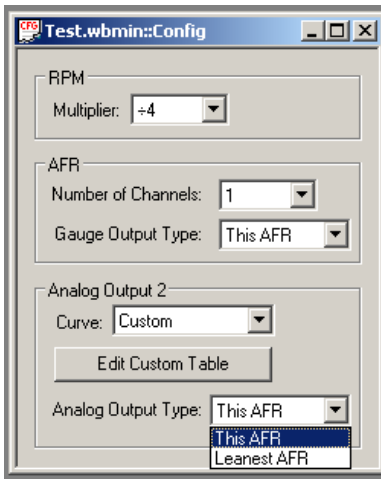 CFG Test.wbmin::Config
RPM
Multiplier: ÷4
AFR
Number of Channels: 1
Gauge Output Type: This AFR
Analog Output 2
Curve: Custom
Edit Custom Table
Analog Output Type: This AFR
This AFR
Leanest AFR